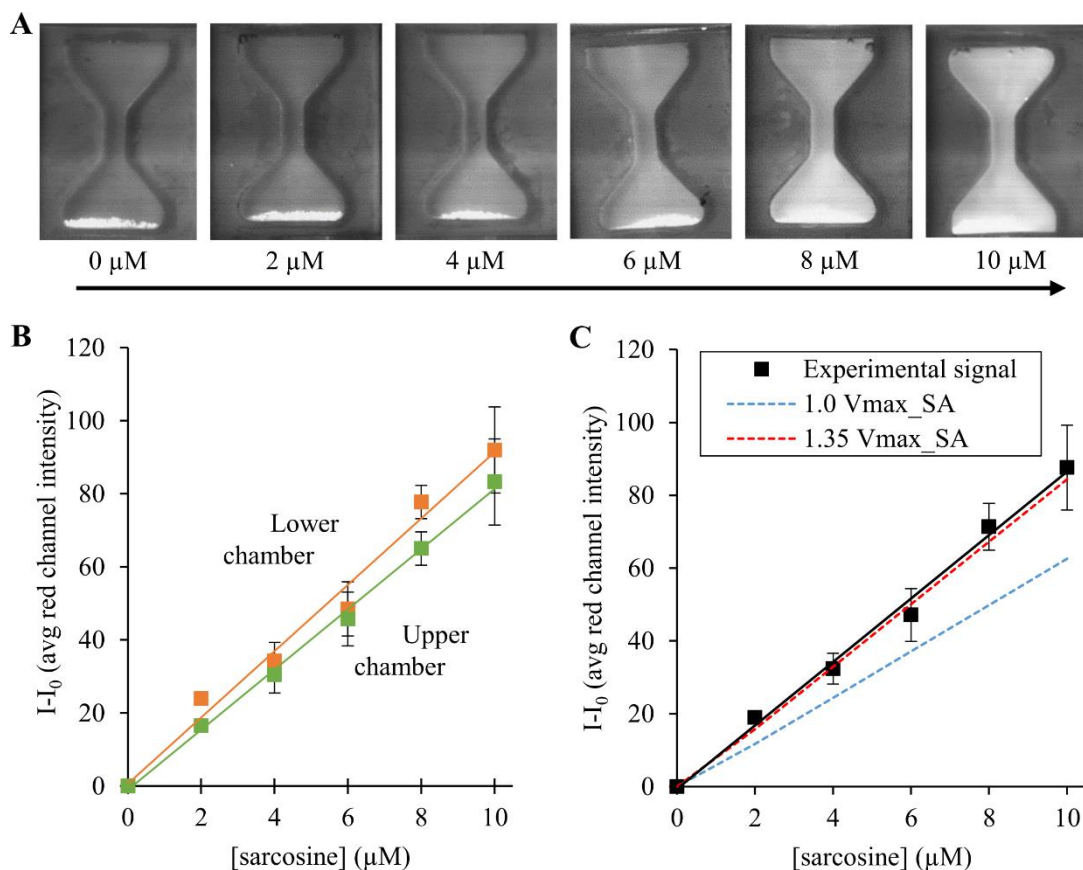 A
0 µM 2 µM 4 µM 6 µM 8 µM 10 µM
B
120
100
80
60
40
20
0
I-I0 (avg red channel intensity)
Lower
chamber
Upper
chamber
0 2 4 6 8 10
[sarcosine] (µM)
C
120
100
80
60
40
20
0
I-I0 (avg red channel intensity)
Experimental signal
1.0 Vmax_SA
1.35 Vmax_SA
0 2 4 6 8 10
[sarcosine] (µM)